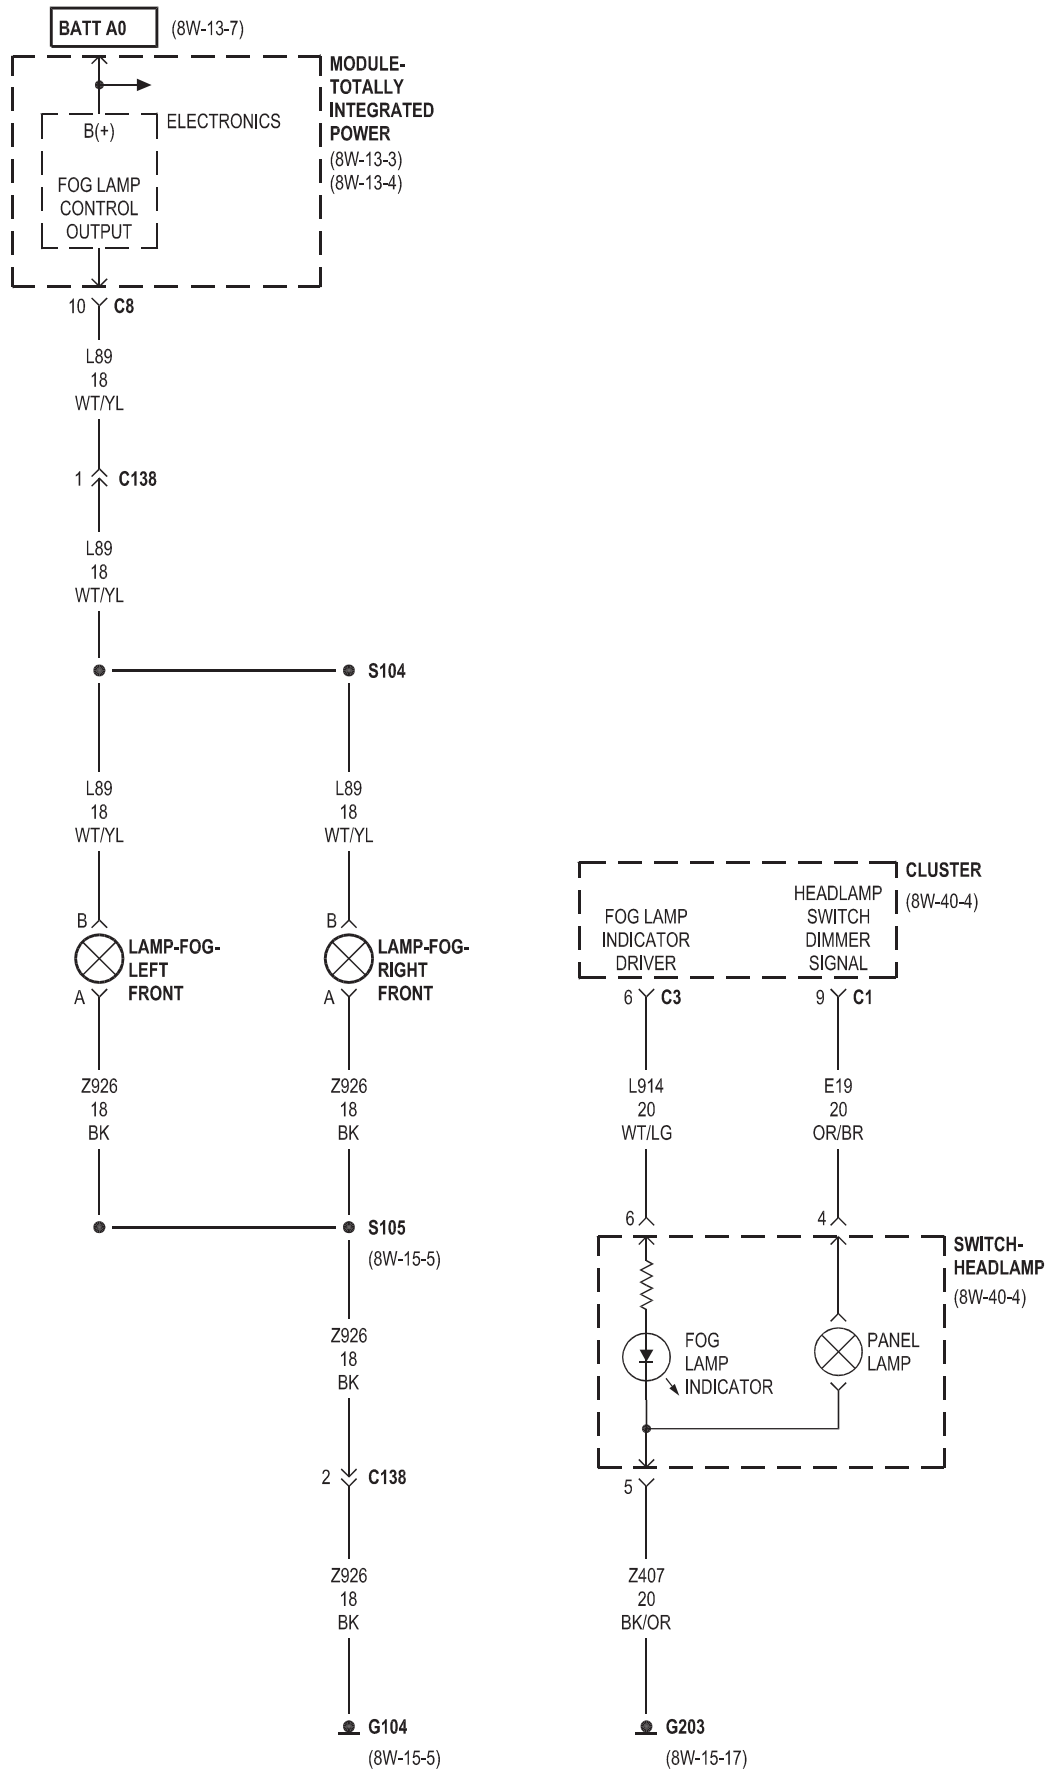 BATT A0
(8W-13-7)
MODULE-
TOTALLY
INTEGRATED
POWER
(8W-13-3)
(8W-13-4)
ELECTRONICS
B(+)
FOG LAMP
CONTROL
OUTPUT
10
C8
L89
18
WT/YL
1
C138
L89
18
WT/YL
S104
L89
18
WT/YL
L89
18
WT/YL
B
LAMP-FOG-
LEFT
FRONT
A
B
LAMP-FOG-
RIGHT
FRONT
A
Z926
18
BK
Z926
18
BK
S105
(8W-15-5)
Z926
18
BK
2
C138
Z926
18
BK
G104
(8W-15-5)
CLUSTER
(8W-40-4)
FOG LAMP
INDICATOR
DRIVER
HEADLAMP
SWITCH
DIMMER
SIGNAL
6
C3
9
C1
L914
20
WT/LG
E19
20
OR/BR
6
4
SWITCH-
HEADLAMP
(8W-40-4)
FOG
LAMP
INDICATOR
PANEL
LAMP
5
Z407
20
BK/OR
G203
(8W-15-17)